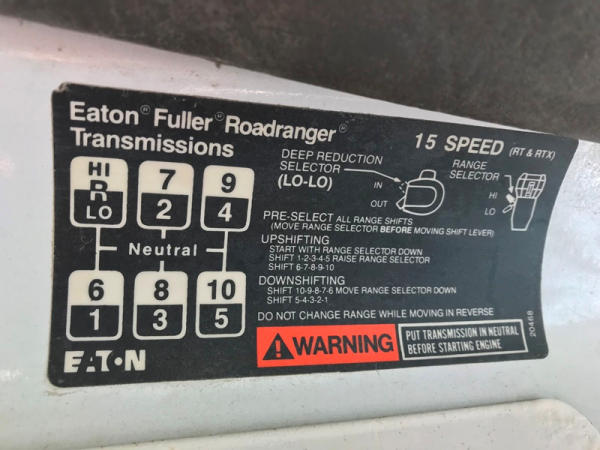 Eaton® Fuller® Roadranger®
Transmissions
15 SPEED (RT & RTX)
HI
R
LO
7
2
9
4
Neutral
6
1
8
3
10
5
EATON
DEEP REDUCTION
SELECTOR
(LO-LO)
IN
OUT
RANGE
SELECTOR
HI
LO
PRE-SELECT ALL RANGE SHIFTS
(MOVE RANGE SELECTOR BEFORE MOVING SHIFT LEVER)
UPSHIFTING
START WITH RANGE SELECTOR DOWN
SHIFT 1-2-3-4-5 RAISE RANGE SELECTOR
SHIFT 6-7-8-9-10
DOWNSHIFTING
SHIFT 10-9-8-7-6 MOVE RANGE SELECTOR DOWN
SHIFT 5-4-3-2-1
DO NOT CHANGE RANGE WHILE MOVING IN REVERSE
WARNING
PUT TRANSMISSION IN NEUTRAL
BEFORE STARTING ENGINE
20468